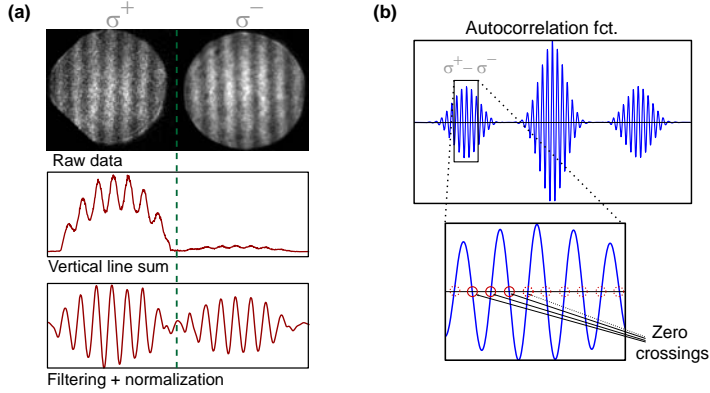 (a)
σ+
σ−
Raw data
Vertical line sum
Filtering + normalization
(b)
Autocorrelation fct.
σ+− σ−
Zero
crossings